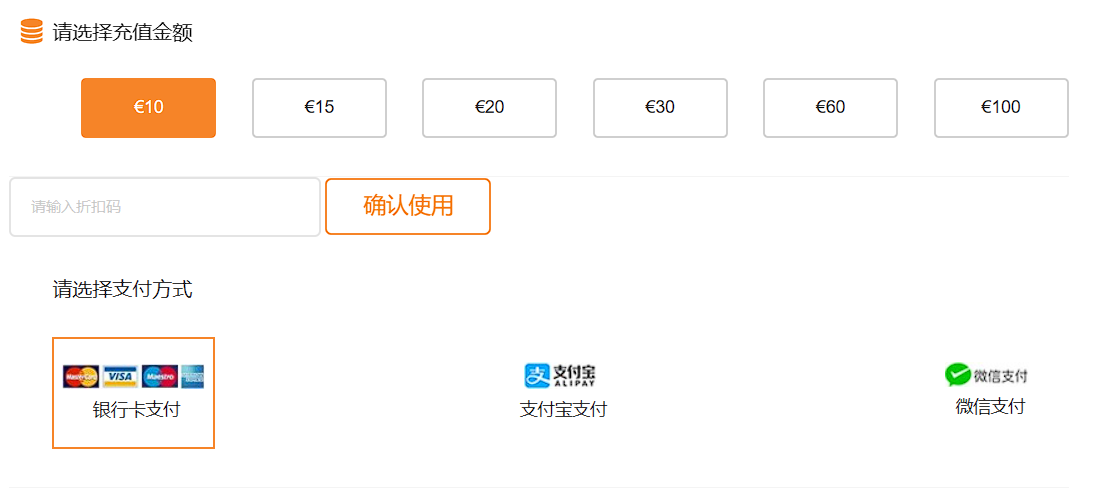 请选择充值金额
€10 €15 €20 €30 €60 €100
请输入折扣码 确认使用
请选择支付方式
MasterCard VISA Maestro 支付宝 微信支付
ALIPAY
银行卡支付 支付宝支付 微信支付